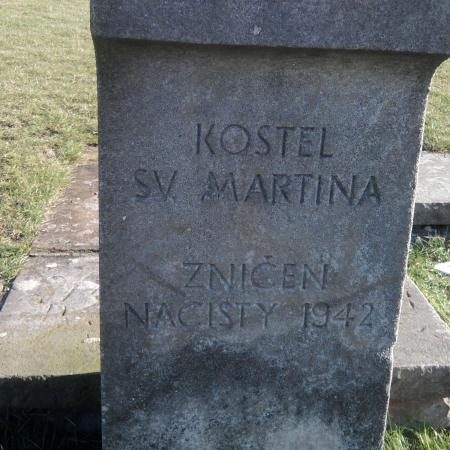 KOSTEL
SV. MARTINA
ZNIČEN
NACISTY 1942